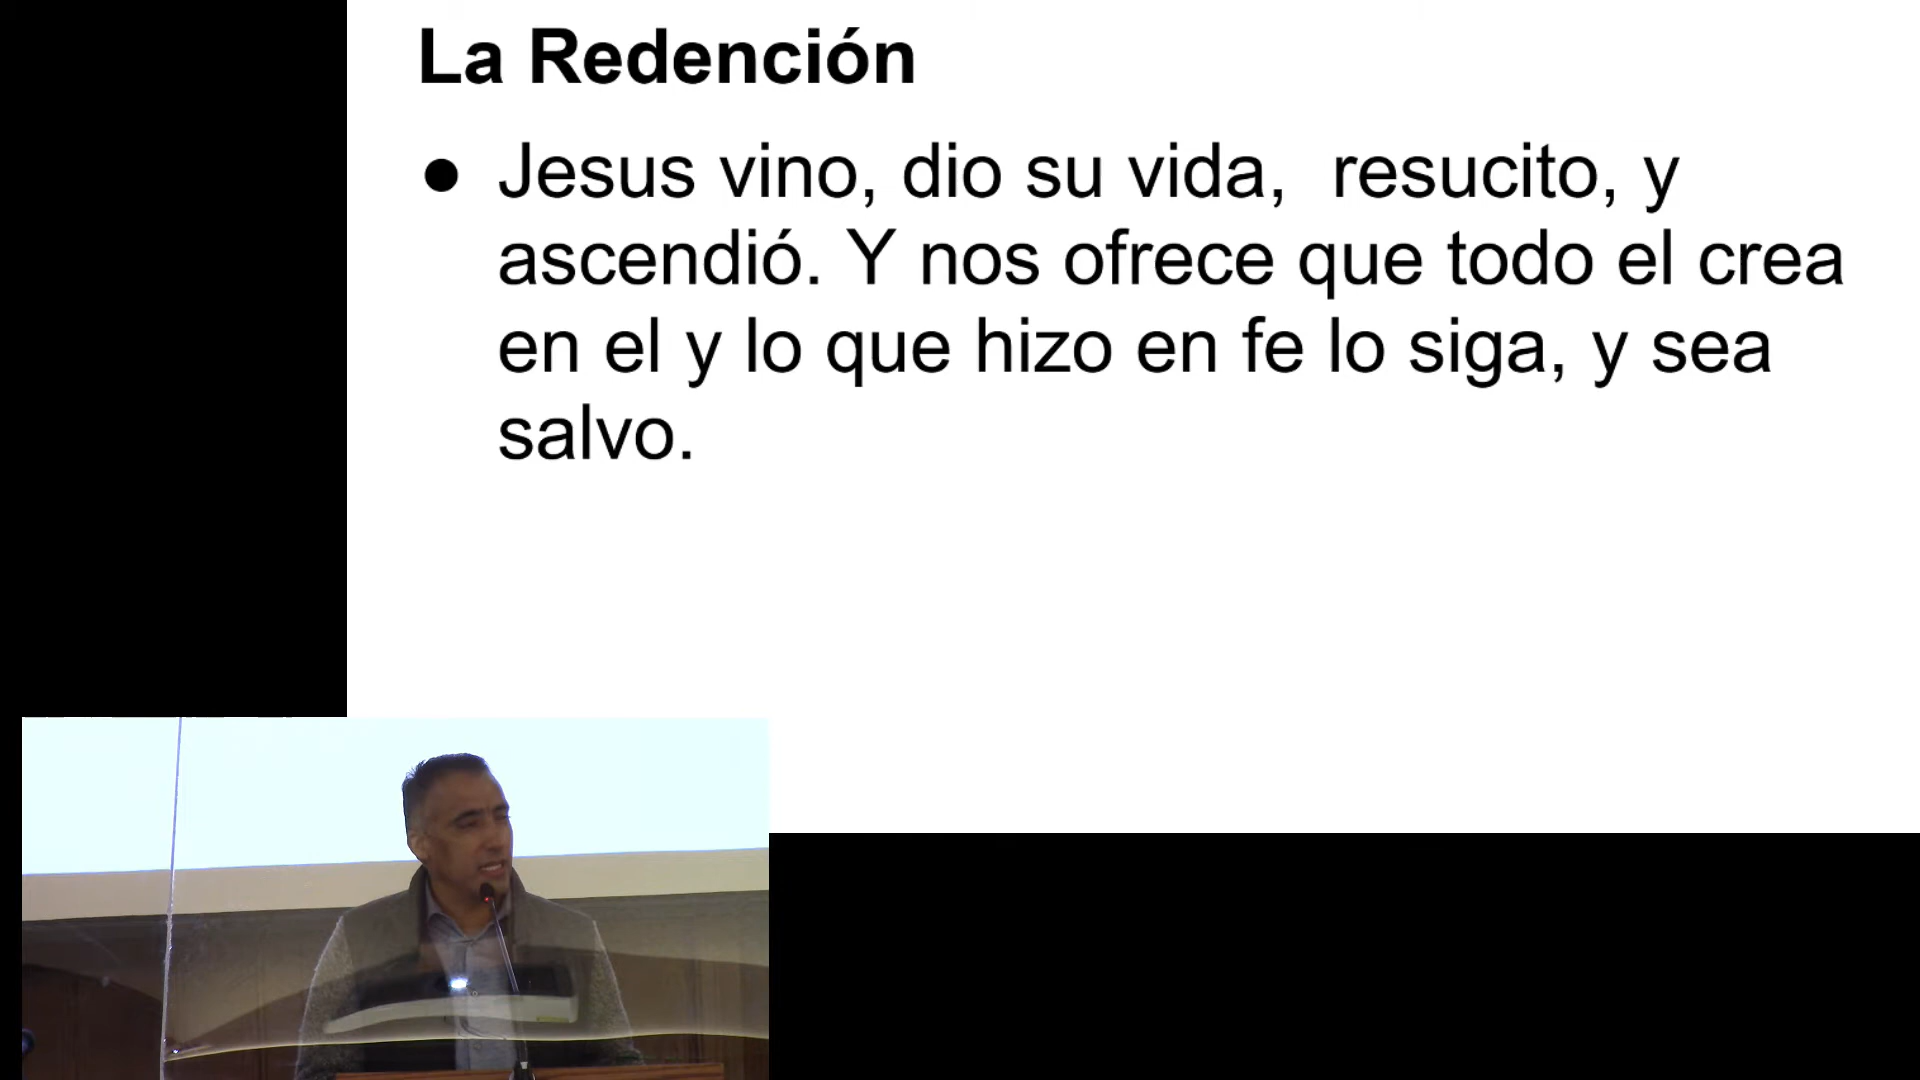 La Redención
● Jesus vino, dio su vida,  resucito, y
ascendió. Y nos ofrece que todo el crea
en el y lo que hizo en fe lo siga, y sea
salvo.